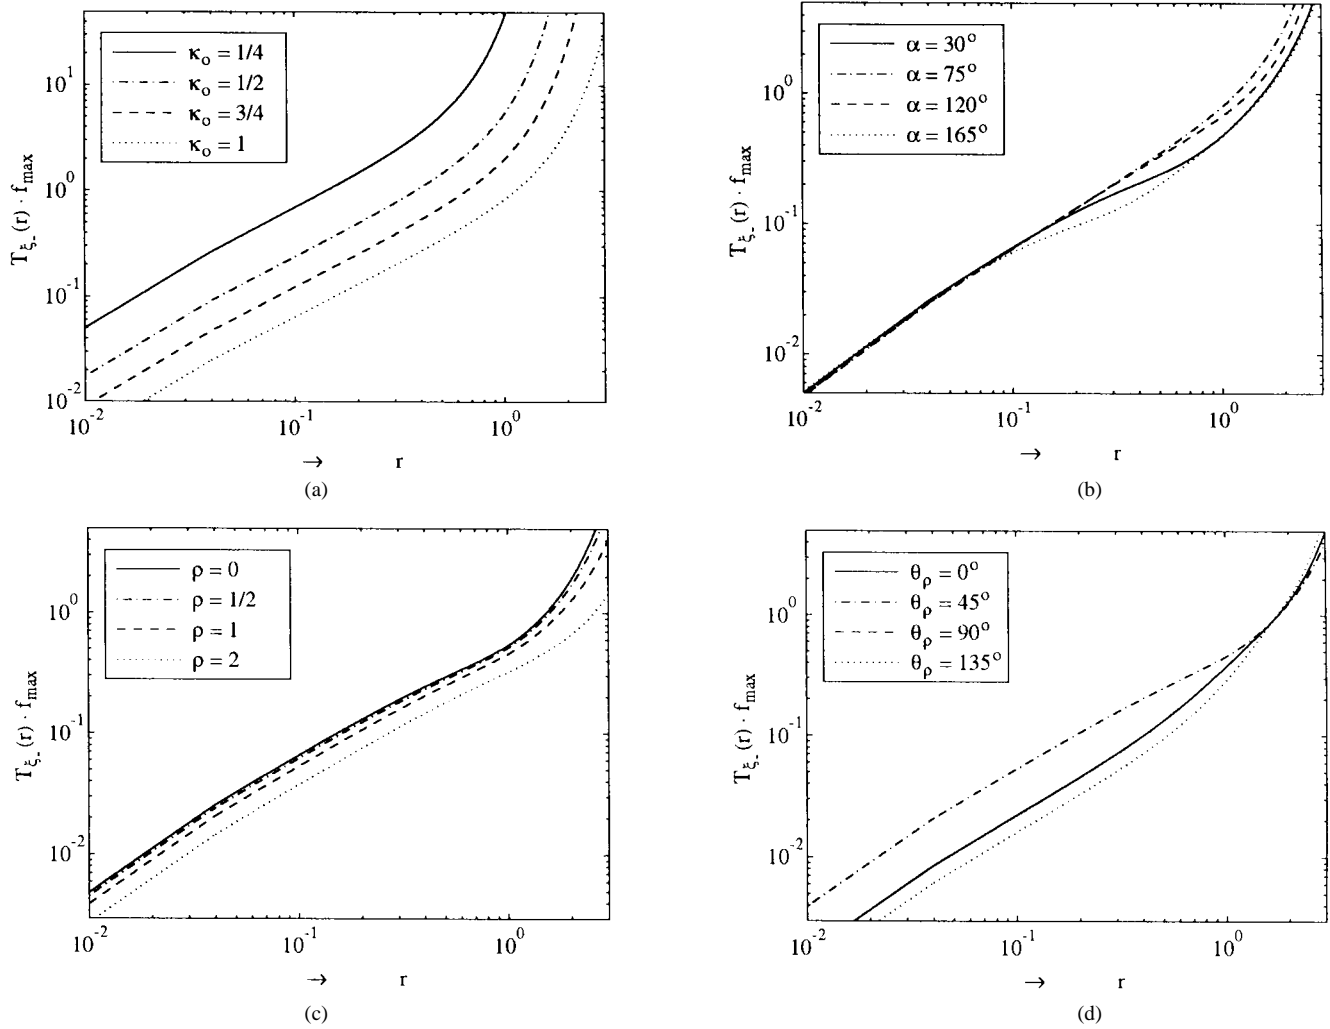 κo = 1/4
κo = 1/2
κo = 3/4
κo = 1
10^1
10^0
10^-1
10^-2
Tξ-(r) · fmax
10^-2
10^-1
10^0
→ r
(a)
α = 30°
α = 75°
α = 120°
α = 165°
10^0
10^-1
10^-2
Tξ-(r) · fmax
10^-2
10^-1
10^0
→ r
(b)
ρ = 0
ρ = 1/2
ρ = 1
ρ = 2
10^0
10^-1
10^-2
Tξ-(r) · fmax
10^-2
10^-1
10^0
→ r
(c)
θρ = 0°
θρ = 45°
θρ = 90°
θρ = 135°
10^0
10^-1
10^-2
Tξ-(r) · fmax
10^-2
10^-1
10^0
→ r
(d)